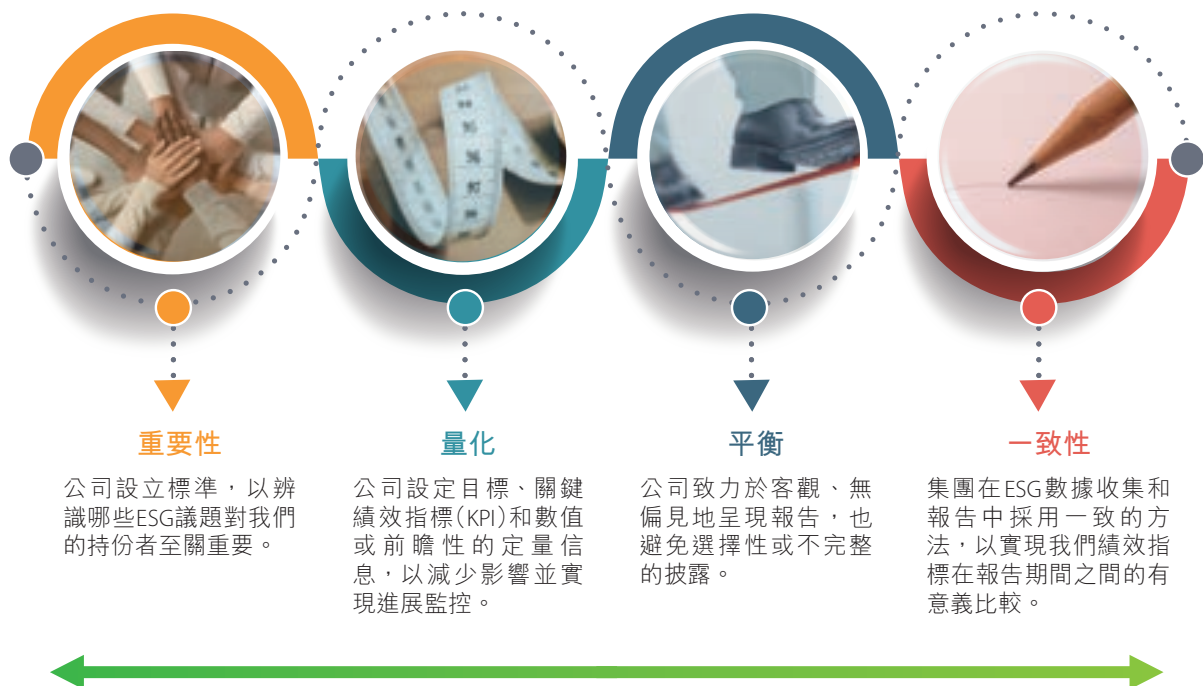 重要性
公司設立標準，以辨
識哪些ESG議題對我們
的持份者至關重要。
量化
公司設定目標、關鍵
績效指標（KPI）和數值
或前瞻性的定量信
息，以減少影響並實
現進展監控。
平衡
公司致力於客觀、無
偏見地呈現報告，也
避免選擇性或不完整
的披露。
一致性
集團在ESG數據收集和
報告中採用一致的方
法，以實現我們績效指
標在報告期間之間的有
意義比較。